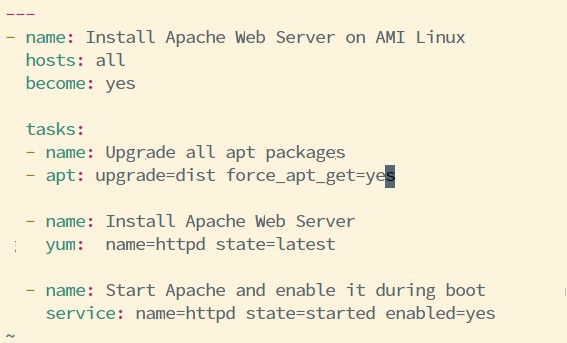 ---
- name: Install Apache Web Server on AMI Linux
  hosts: all
  become: yes

  tasks:
  - name: Upgrade all apt packages
  - apt: upgrade=dist force_apt_get=yes

  - name: Install Apache Web Server
    yum:  name=httpd state=latest

  - name: Start Apache and enable it during boot
    service: name=httpd state=started enabled=yes
~